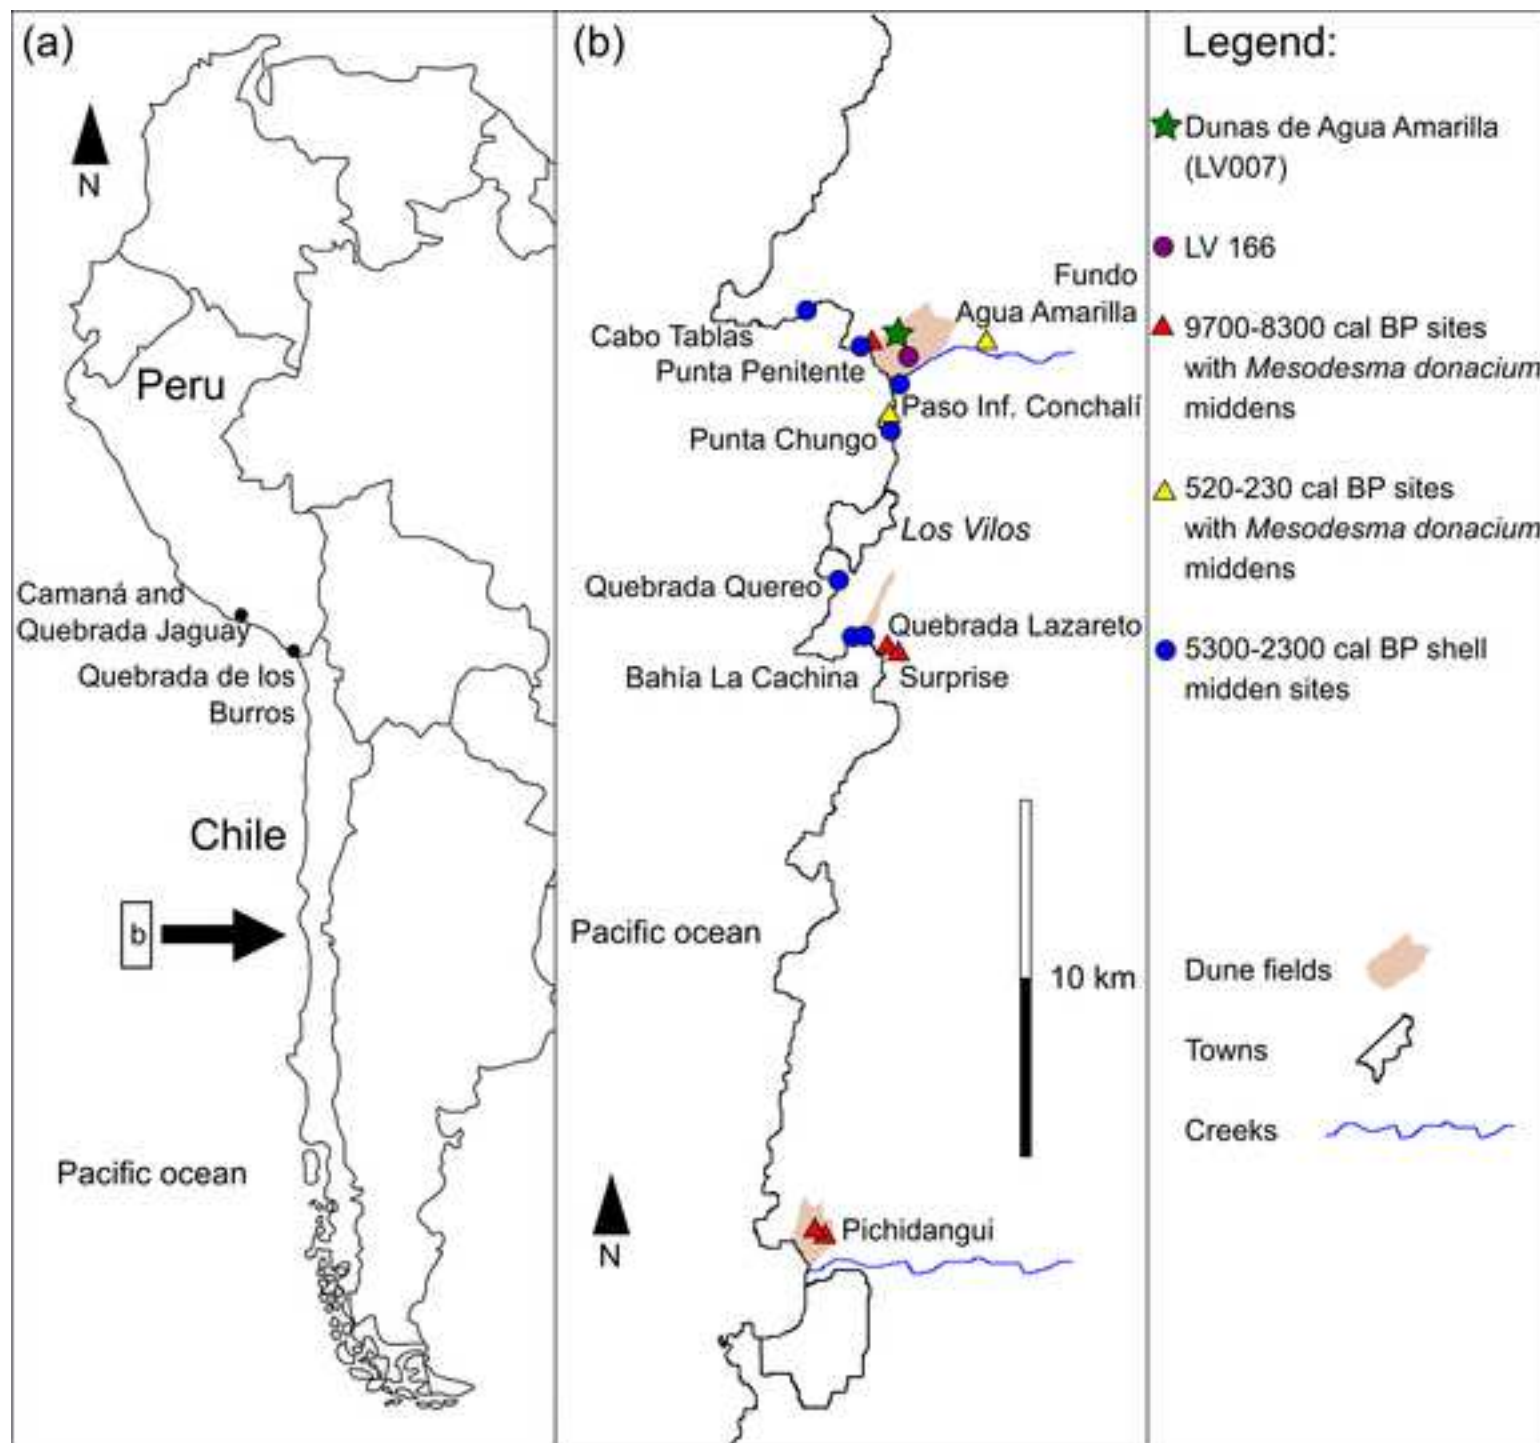 (a)
N
Peru
Camaná and
Quebrada Jaguay
Quebrada de los
Burros
Chile
b
Pacific ocean
(b)
Fundo
Agua Amarilla
Cabo Tablas
Punta Penitente
Paso Inf. Conchalí
Punta Chungo
Los Vilos
Quebrada Quereo
Quebrada Lazareto
Bahía La Cachina
Surprise
Pacific ocean
10 km
N
Pichidangui
Legend:
Dunas de Agua Amarilla
(LV007)
LV 166
9700-8300 cal BP sites
with Mesodesma donacium
middens
520-230 cal BP sites
with Mesodesma donacium
middens
5300-2300 cal BP shell
midden sites
Dune fields
Towns
Creeks